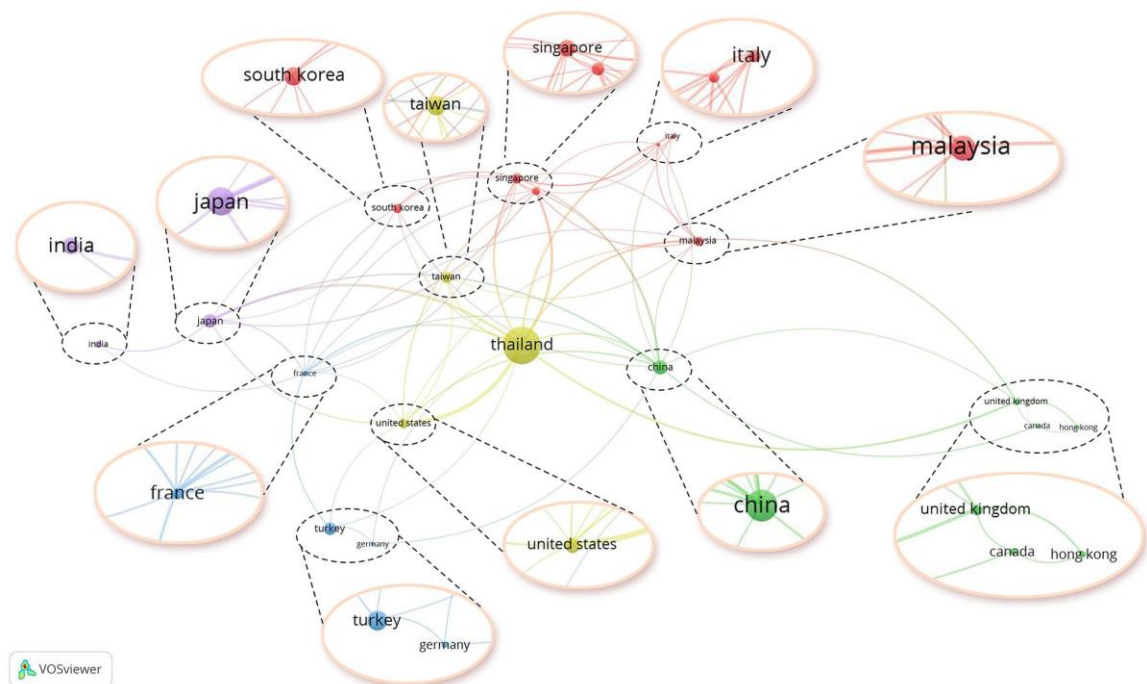 singapore
italy
south korea
taiwan
malaysia
italy
singapore
japan
south korea
india
malaysia
taiwan
japan
india
thailand
france
china
united states
united kingdom
canada
hong kong
france
china
united kingdom
turkey
germany
united states
canada
hong kong
turkey
germany
VOSviewer